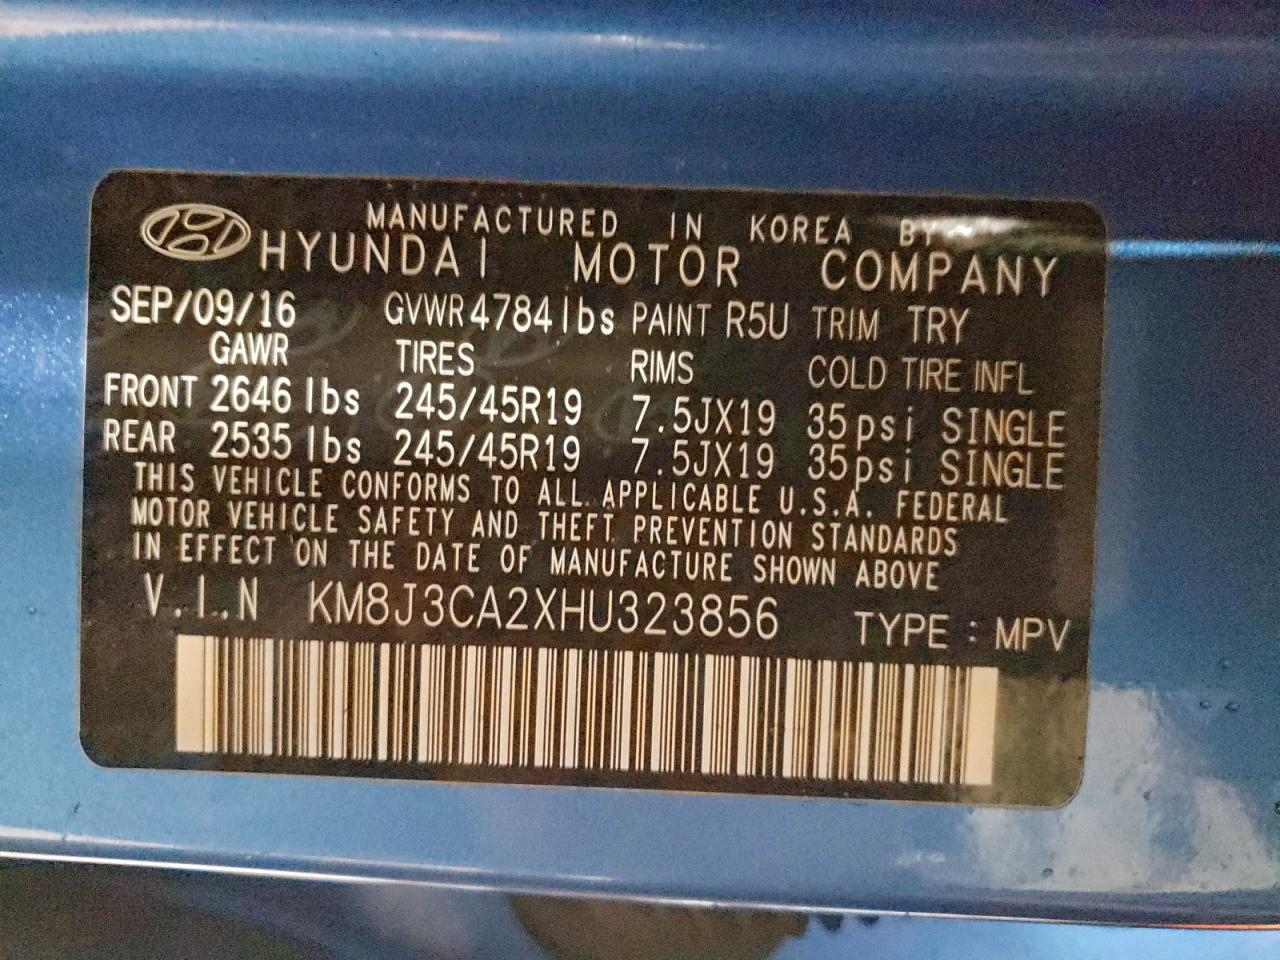 MANUFACTURED IN KOREA BY
HYUNDAI MOTOR COMPANY
SEP/09/16 GVWR 4784lbs PAINT R5U TRIM TRY
GAWR TIRES RIMS COLD TIRE INFL
FRONT 2646 lbs 245/45R19 7.5JX19 35psi SINGLE
REAR 2535 lbs 245/45R19 7.5JX19 35psi SINGLE
THIS VEHICLE CONFORMS TO ALL APPLICABLE U.S.A. FEDERAL
MOTOR VEHICLE SAFETY AND THEFT PREVENTION STANDARDS
IN EFFECT ON THE DATE OF MANUFACTURE SHOWN ABOVE
V.I.N KM8J3CA2XHU323856 TYPE : MPV